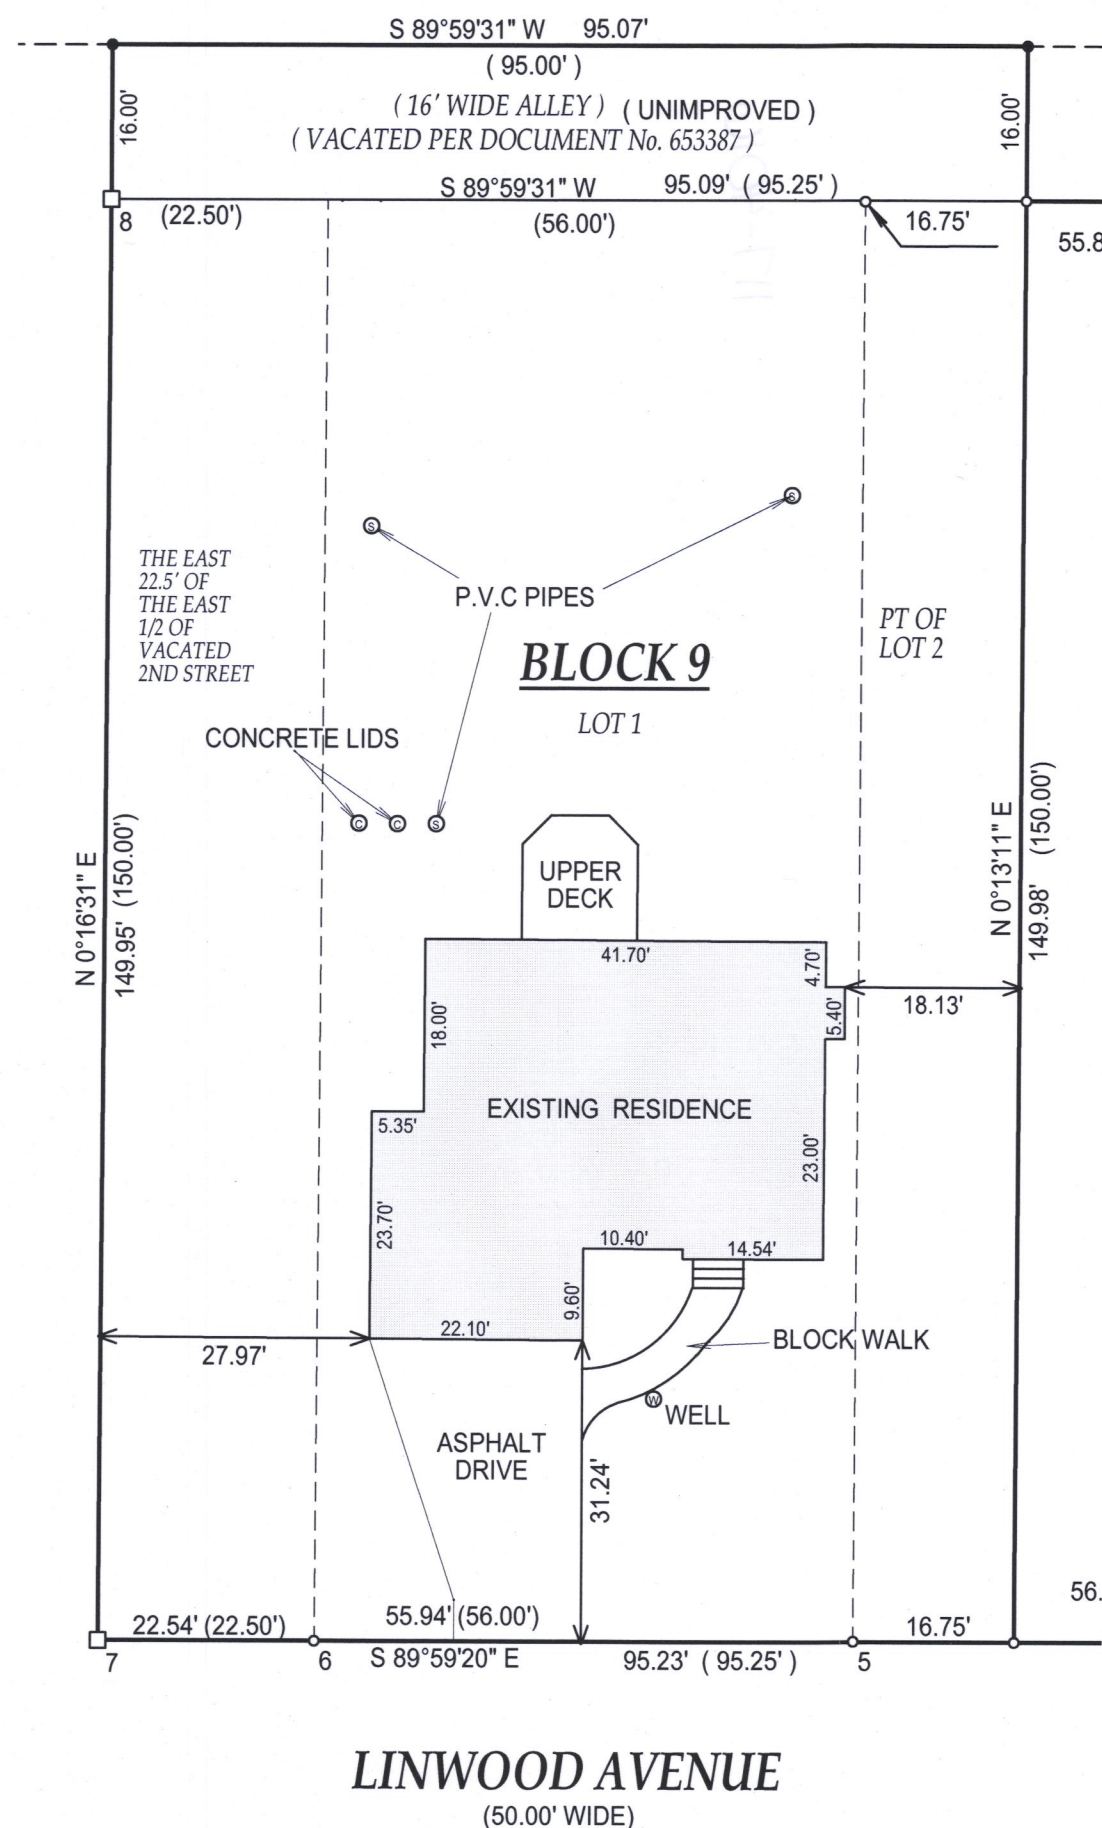 S 89°59'31" W 95.07'
( 95.00' )
16.00'
16.00'
( 16' WIDE ALLEY ) ( UNIMPROVED )
( VACATED PER DOCUMENT No. 653387 )
S 89°59'31" W 95.09' ( 95.25' )
8
(22.50')
(56.00')
16.75'
55.8
S
S
P.V.C PIPES
THE EAST
22.5' OF
THE EAST
1/2 OF
VACATED
2ND STREET
BLOCK 9
LOT 1
PT OF
LOT 2
CONCRETE LIDS
C
C
S
N 0°16'31" E
149.95' (150.00')
N 0°13'11" E
149.98' (150.00')
UPPER
DECK
41.70'
4.70'
5.40'
18.13'
18.00'
EXISTING RESIDENCE
5.35'
23.00'
23.70'
10.40'
14.54'
9.60'
22.10'
27.97'
BLOCK WALK
W
WELL
ASPHALT
DRIVE
31.24'
56.
22.54' (22.50')
55.94' (56.00')
16.75'
7
6
S 89°59'20" E
95.23' ( 95.25' )
5
LINWOOD AVENUE
(50.00' WIDE)